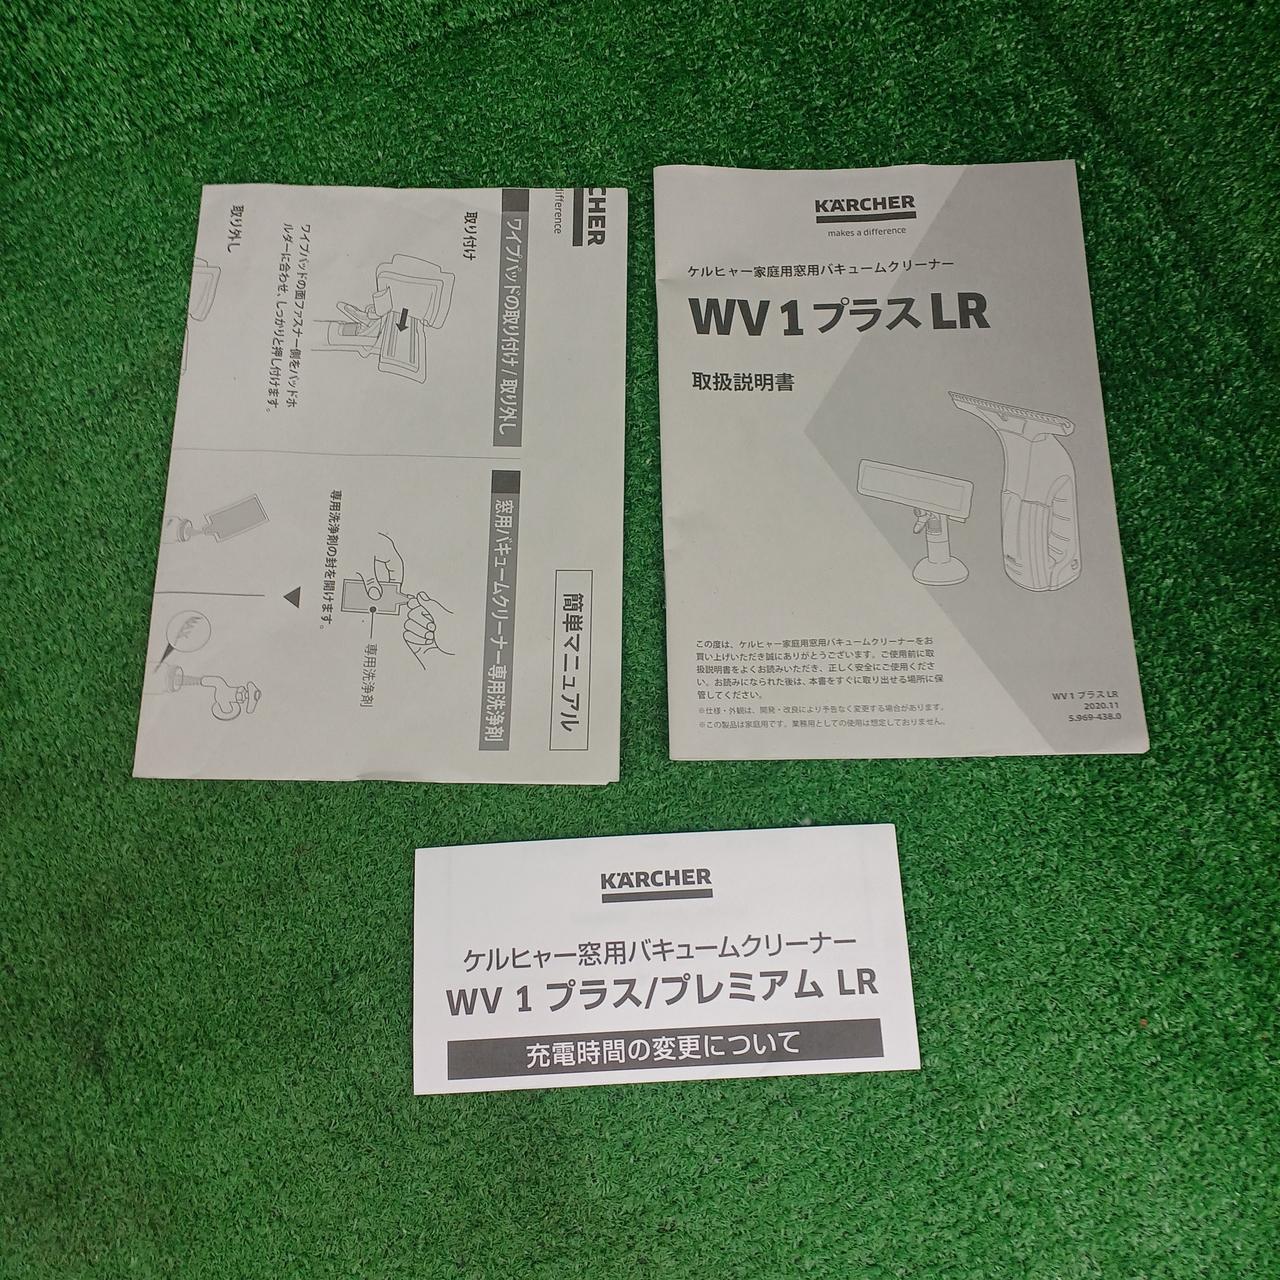 CHER
ifference
簡単マニュアル
ワイプパッドの取り付け / 取り外し
取り付け
ワイプパッドの面ファスナー側をパッドホ
ルダーに合わせ、しっかりと押し付けます。
取り外し
窓用バキュームクリーナー専用洗浄剤
専用洗浄剤
専用洗浄剤の封を開けます。
MAX
KÄRCHER
makes a difference
ケルヒャー家庭用窓用バキュームクリーナー
WV 1 プラス LR
取扱説明書
この度は、ケルヒャー家庭用窓用バキュームクリーナーをお
買い上げいただき誠にありがとうございます。ご使用前に取
扱説明書をよくお読みいただき、正しく安全にご使用くださ
い。お読みになられた後は、本書をすぐに取り出せる場所に保
管してください。
※仕様・外観は、開発・改良により予告なく変更する場合があります。
※この製品は家庭用です。業務用としての使用は想定しておりません。
WV 1 プラス LR
2020.11
5.969-438.0
KÄRCHER
ケルヒャー窓用バキュームクリーナー
WV 1 プラス/プレミアム LR
充電時間の変更について